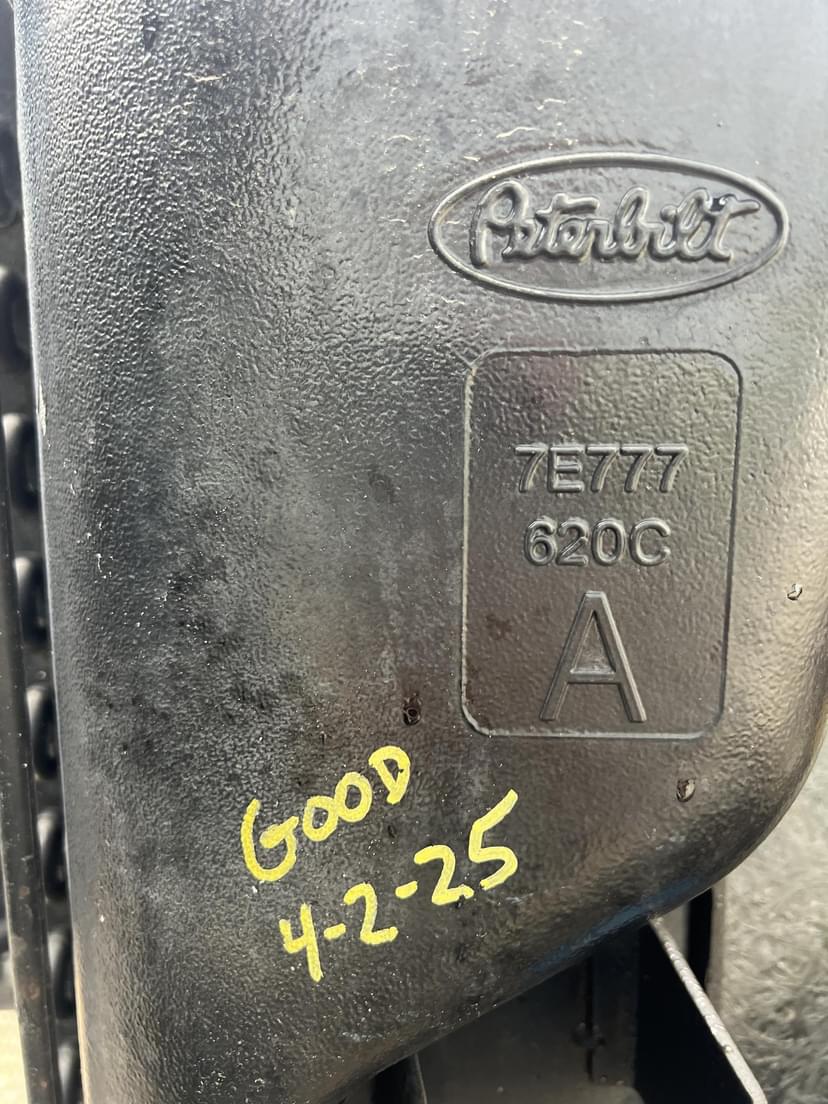 Peterbilt
7E777
620C
A
GOOD
4-2-25